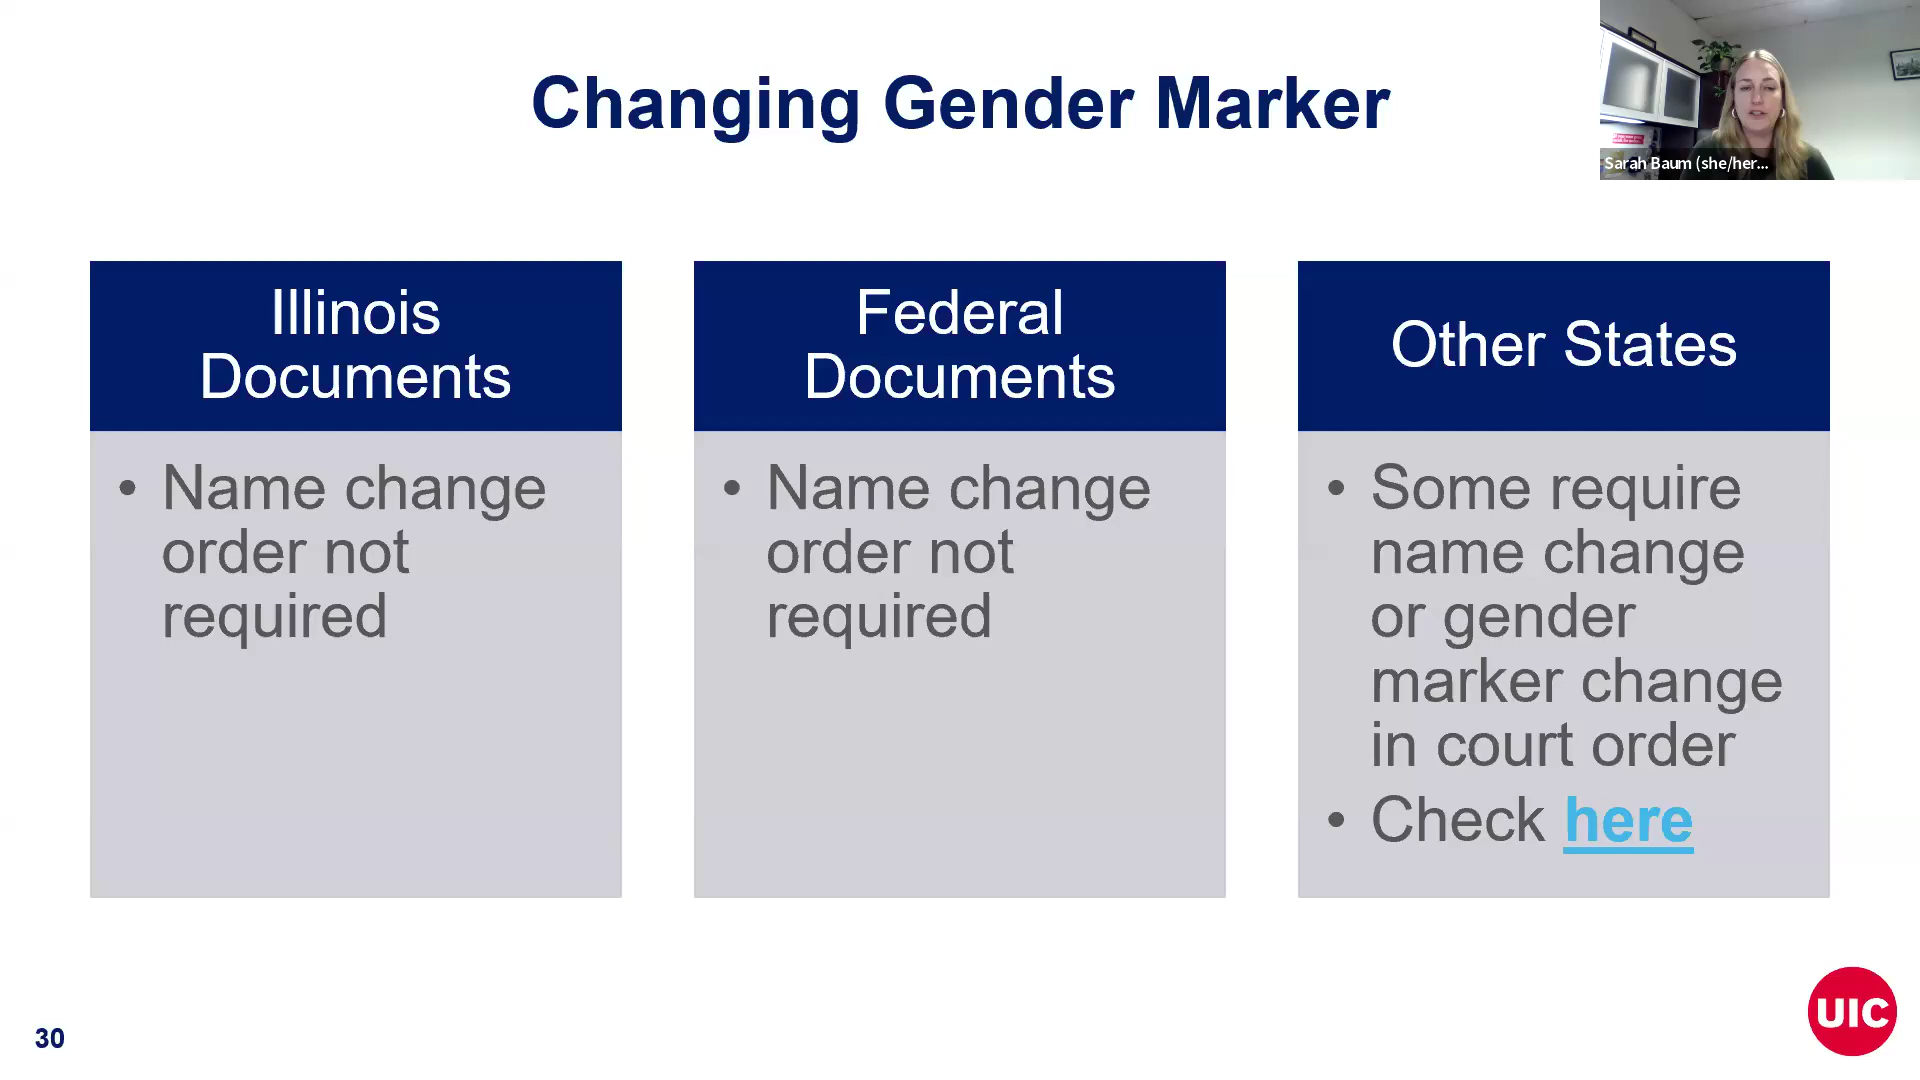 Changing Gender Marker
Sarah Baum (she/her...
Illinois
Documents
• Name change
order not
required
Federal
Documents
• Name change
order not
required
Other States
• Some require
name change
or gender
marker change
in court order
• Check here
30
UIC